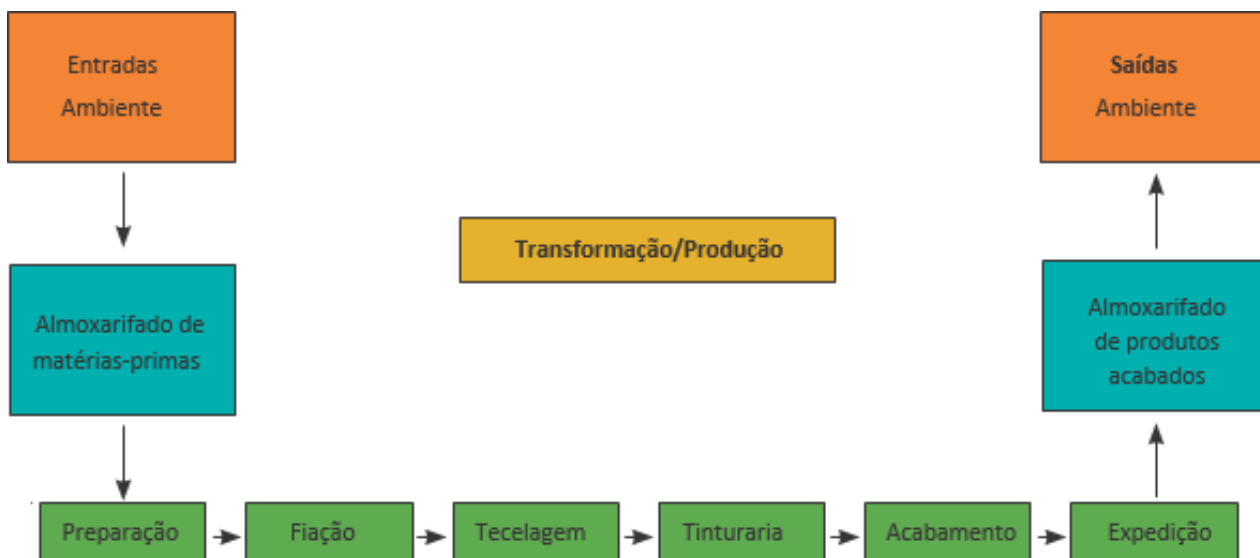 Entradas
Ambiente
Saídas
Ambiente
Transformação/Produção
Almoxarifado de
matérias-primas
Almoxarifado
de produtos
acabados
Preparação
Fiação
Tecelagem
Tinturaria
Acabamento
Expedição